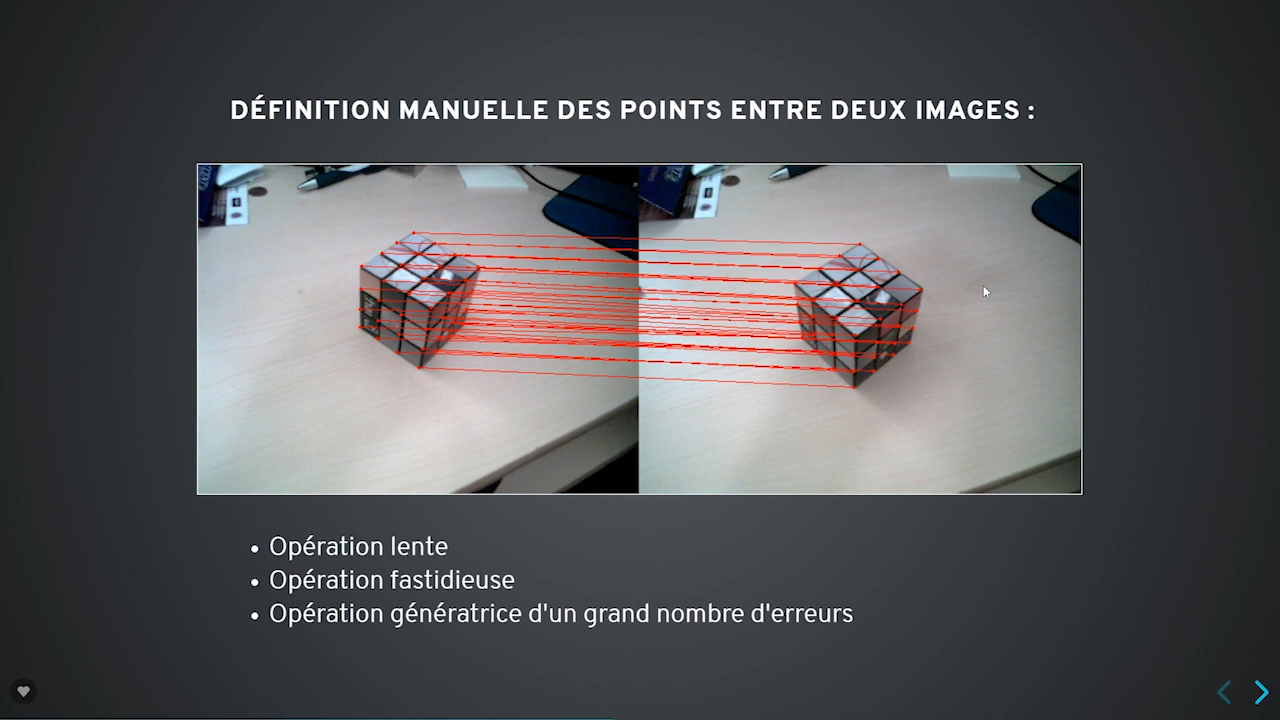 DÉFINITION MANUELLE DES POINTS ENTRE DEUX IMAGES :
• Opération lente
• Opération fastidieuse
• Opération génératrice d'un grand nombre d'erreurs